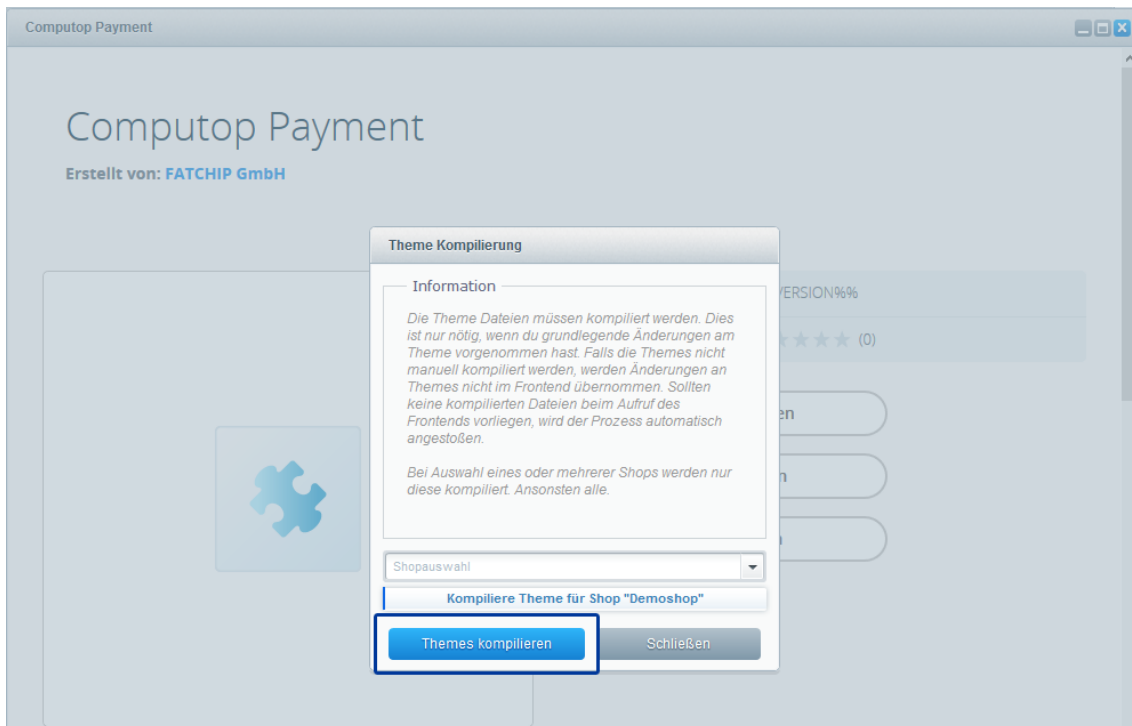 Computop Payment
Computop Payment
Erstellt von: FATCHIP GmbH
Theme Kompilierung
Information
Die Theme Dateien müssen kompiliert werden. Dies
ist nur nötig, wenn du grundlegende Änderungen am
Theme vorgenommen hast. Falls die Themes nicht
manuell kompiliert werden, werden Änderungen an
Themes nicht im Frontend übernommen. Sollten
keine kompilierten Dateien beim Aufruf des
Frontends vorliegen, wird der Prozess automatisch
angestoßen.
Bei Auswahl eines oder mehrerer Shops werden nur
diese kompiliert. Ansonsten alle.
ERSION%%
(0)
en
n
Shopauswahl
Kompiliere Theme für Shop "Demoshop"
Themes kompilieren
Schließen